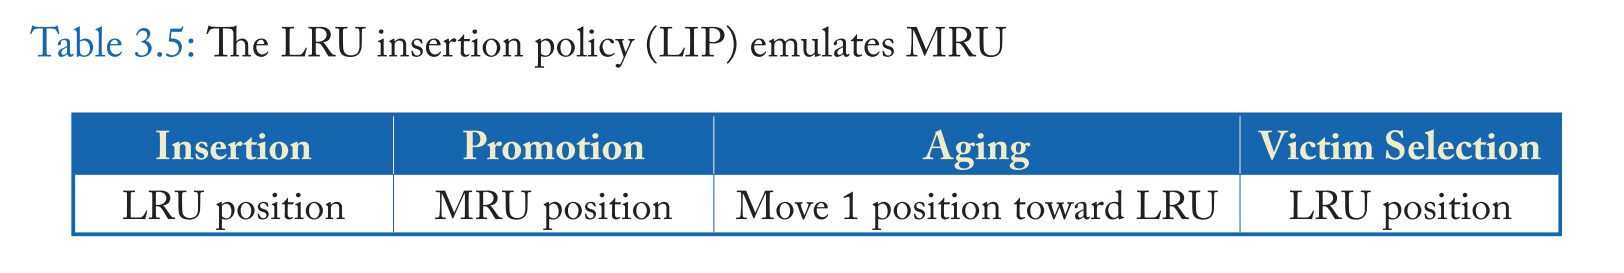 Table 3.5: The LRU insertion policy (LIP) emulates MRU
Insertion Promotion Aging Victim Selection
LRU position MRU position Move 1 position toward LRU LRU position